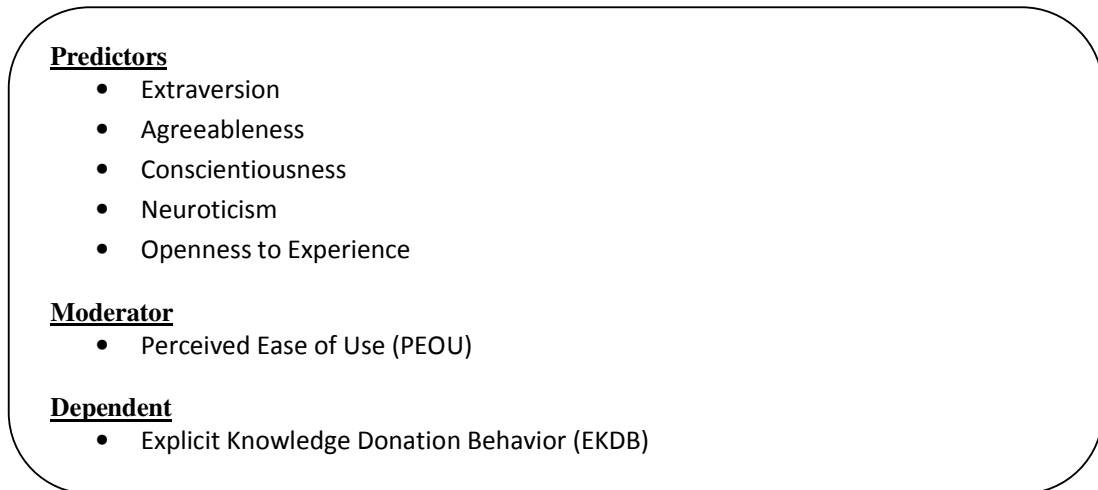 Predictors
• Extraversion
• Agreeableness
• Conscientiousness
• Neuroticism
• Openness to Experience
Moderator
• Perceived Ease of Use (PEOU)
Dependent
• Explicit Knowledge Donation Behavior (EKDB)